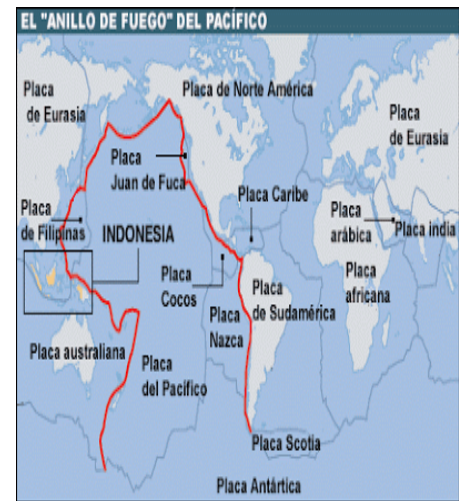 EL "ANILLO DE FUEGO" DEL PACÍFICO
Placa
de Eurasia
Placa de Norte América
Placa
de Eurasia
Placa
Juan de Fuca
Placa Caribe
Placa
de Filipinas
INDONESIA
Placa
arábica
Placa india
Placa
Cocos
Placa
de Sudamérica
Placa
africana
Placa
Nazca
Placa australiana
Placa
del Pacífico
Placa Scotia
Placa Antártica